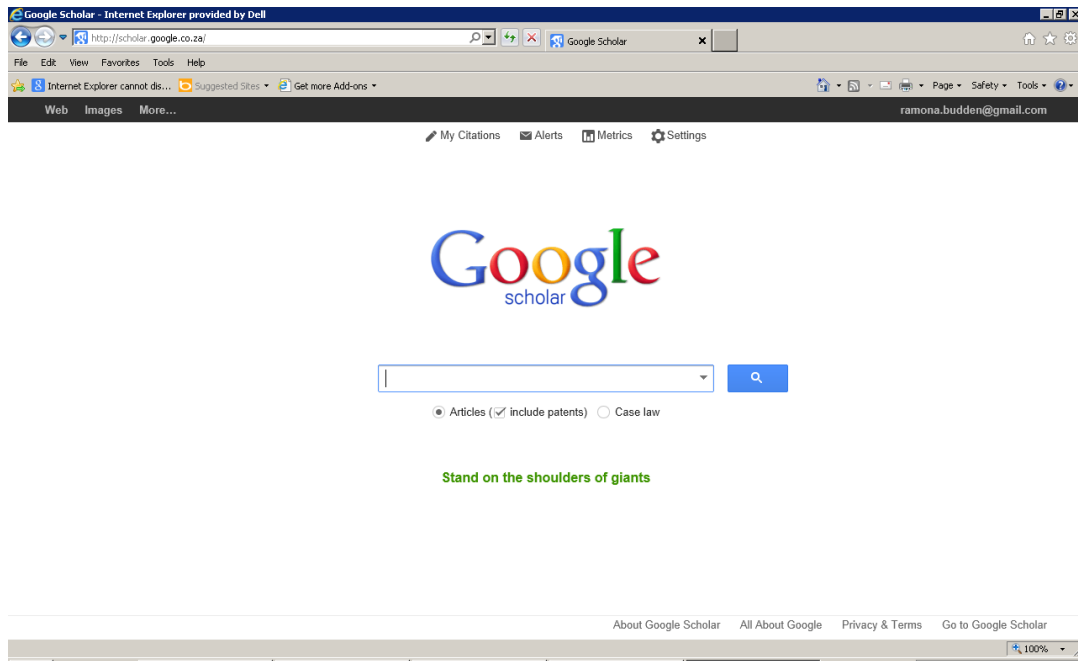 Google Scholar - Internet Explorer provided by Dell
http://scholar.google.co.za/
Google Scholar
File Edit View Favorites Tools Help
Internet Explorer cannot dis... Suggested Sites Get more Add-ons Page Safety Tools
Web Images More... ramona.budden@gmail.com
My Citations Alerts Metrics Settings
Google
scholar
Articles ( include patents) Case law
Stand on the shoulders of giants
About Google Scholar All About Google Privacy & Terms Go to Google Scholar
100%